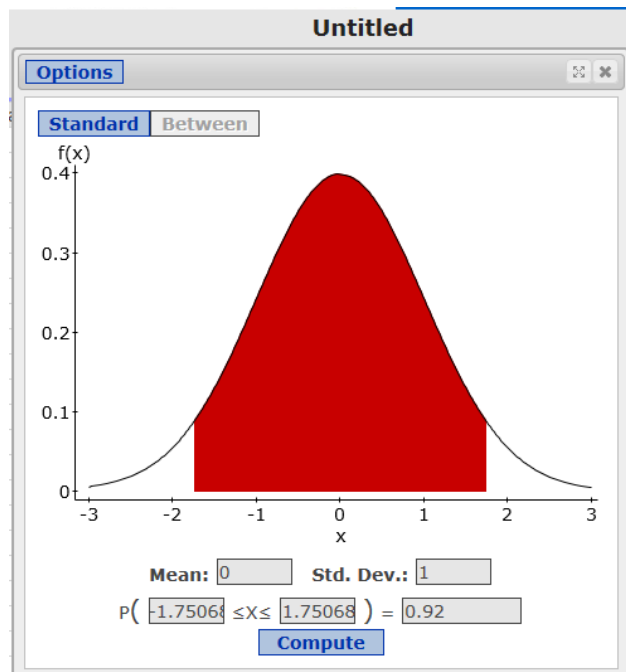 Untitled
Options
Standard Between
f(x)
0.4
0.3
0.2
0.1
0
-3 -2 -1 0 1 2 3
x
Mean: 0 Std. Dev.: 1
P( -1.75068 ≤X≤ 1.75068 ) = 0.92
Compute